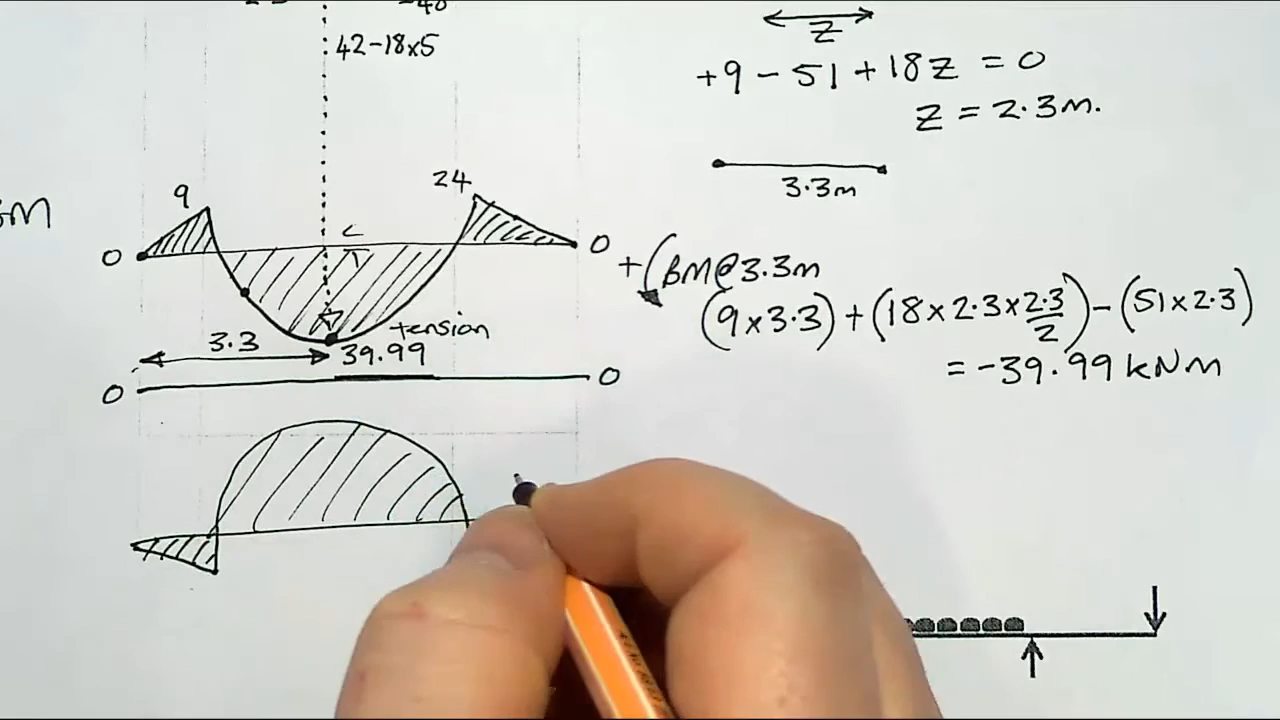 42-18x5
Z
+9 - 51 + 18Z = 0
Z = 2.3m.
3.3m
9
24
0
C
T
0
+ BM@3.3m
(9x3.3)+(18x2.3x2.3/2)-(51x2.3)
= -39.99 kNm
tension
3.3
39.99
0
0